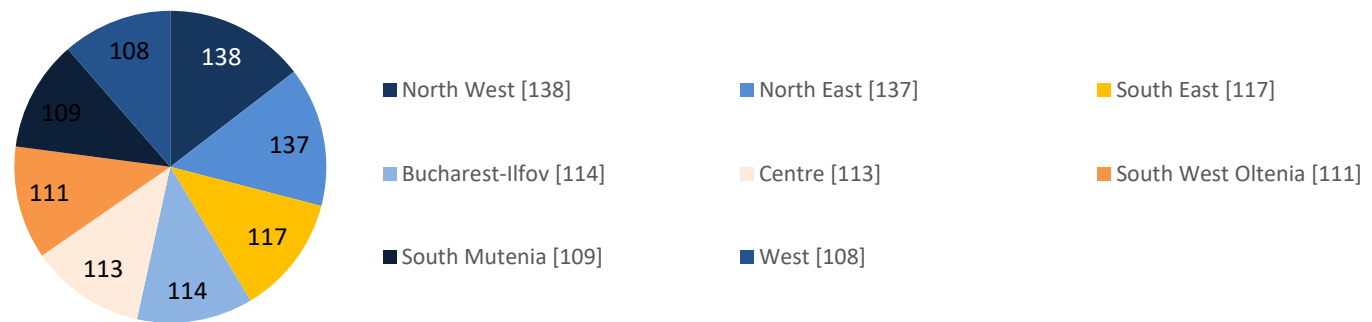 138
137
117
114
113
111
109
108
North West [138]
North East [137]
South East [117]
Bucharest-Ilfov [114]
Centre [113]
South West Oltenia [111]
South Mutenia [109]
West [108]